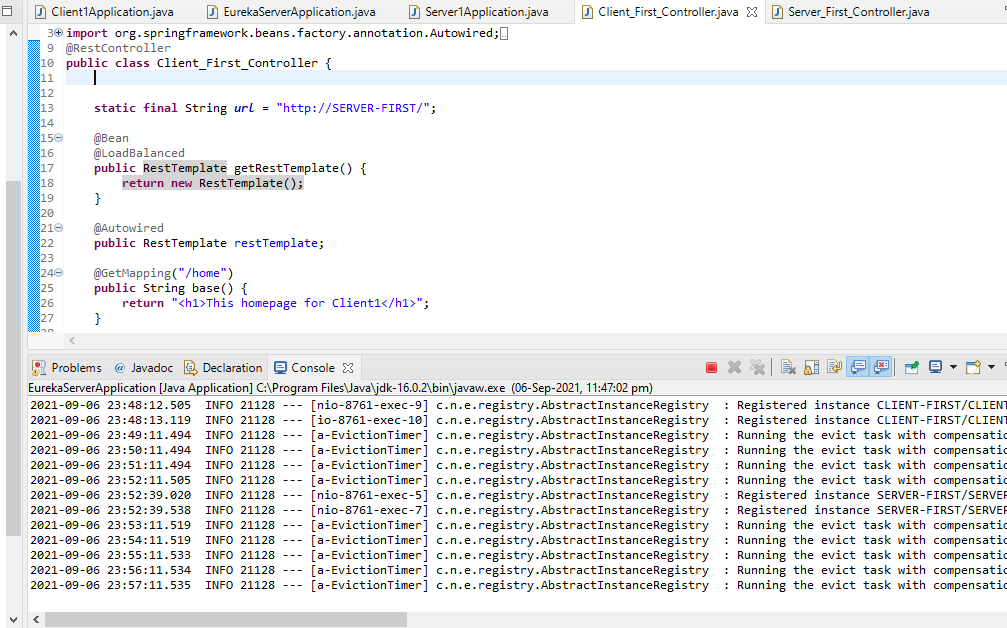 Client1Application.java EurekaServerApplication.java Server1Application.java Client_First_Controller.java Server_First_Controller.java
3 import org.springframework.beans.factory.annotation.Autowired;
9 @RestController
10 public class Client_First_Controller {
11
12
13 static final String url = "http://SERVER-FIRST/";
14
15 @Bean
16 @LoadBalanced
17 public RestTemplate getRestTemplate() {
18 return new RestTemplate();
19 }
20
21 @Autowired
22 public RestTemplate restTemplate;
23
24 @GetMapping("/home")
25 public String base() {
26 return "<h1>This homepage for Client1</h1>";
27 }
28
Problems @ Javadoc Declaration Console
EurekaServerApplication [Java Application] C:\Program Files\Java\jdk-16.0.2\bin\javaw.exe (06-Sep-2021, 11:47:02 pm)
2021-09-06 23:48:12.505 INFO 21128 --- [nio-8761-exec-9] c.n.e.registry.AbstractInstanceRegistry : Registered instance CLIENT-FIRST/CLIENT
2021-09-06 23:48:13.119 INFO 21128 --- [io-8761-exec-10] c.n.e.registry.AbstractInstanceRegistry : Registered instance CLIENT-FIRST/CLIENT
2021-09-06 23:49:11.494 INFO 21128 --- [a-EvictionTimer] c.n.e.registry.AbstractInstanceRegistry : Running the evict task with compensatio
2021-09-06 23:50:11.494 INFO 21128 --- [a-EvictionTimer] c.n.e.registry.AbstractInstanceRegistry : Running the evict task with compensatio
2021-09-06 23:51:11.494 INFO 21128 --- [a-EvictionTimer] c.n.e.registry.AbstractInstanceRegistry : Running the evict task with compensatio
2021-09-06 23:52:11.505 INFO 21128 --- [a-EvictionTimer] c.n.e.registry.AbstractInstanceRegistry : Running the evict task with compensatio
2021-09-06 23:52:39.020 INFO 21128 --- [nio-8761-exec-5] c.n.e.registry.AbstractInstanceRegistry : Registered instance SERVER-FIRST/SERVER
2021-09-06 23:52:39.538 INFO 21128 --- [nio-8761-exec-7] c.n.e.registry.AbstractInstanceRegistry : Registered instance SERVER-FIRST/SERVER
2021-09-06 23:53:11.519 INFO 21128 --- [a-EvictionTimer] c.n.e.registry.AbstractInstanceRegistry : Running the evict task with compensatio
2021-09-06 23:54:11.519 INFO 21128 --- [a-EvictionTimer] c.n.e.registry.AbstractInstanceRegistry : Running the evict task with compensatio
2021-09-06 23:55:11.533 INFO 21128 --- [a-EvictionTimer] c.n.e.registry.AbstractInstanceRegistry : Running the evict task with compensatio
2021-09-06 23:56:11.534 INFO 21128 --- [a-EvictionTimer] c.n.e.registry.AbstractInstanceRegistry : Running the evict task with compensatio
2021-09-06 23:57:11.535 INFO 21128 --- [a-EvictionTimer] c.n.e.registry.AbstractInstanceRegistry : Running the evict task with compensatio